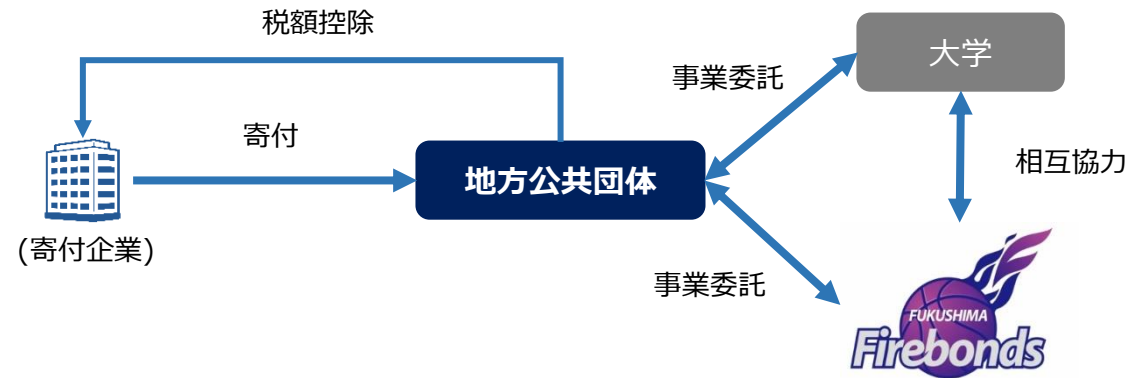 税額控除
大学
事業委託
寄付
地方公共団体
相互協力
(寄付企業)
事業委託
FUKUSHIMA
Firebonds